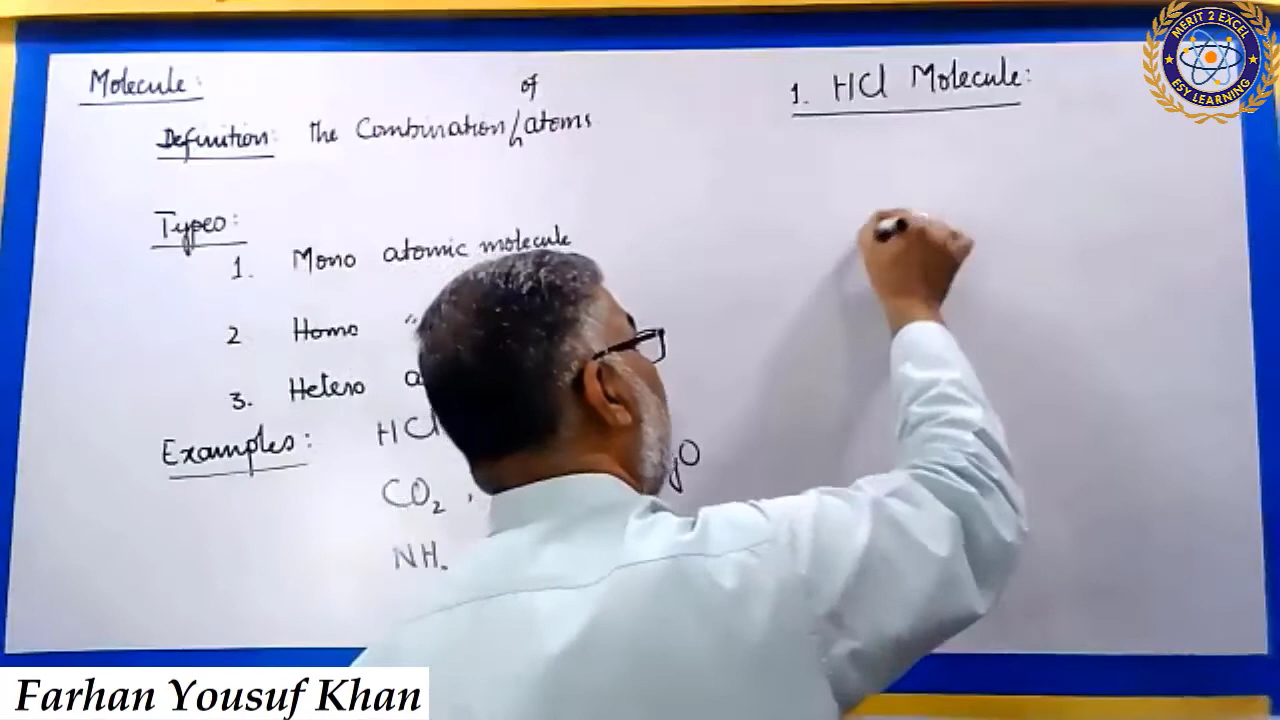 Molecule:
Definition: The Combination of atoms
Types:
1. Mono atomic molecule
2 Homo "
3. Hetero a
Examples: HCl
CO2 ,
NH
1. HCl Molecule:
MERIT 2 EXCEL
ESY LEARNING
Farhan Yousuf Khan